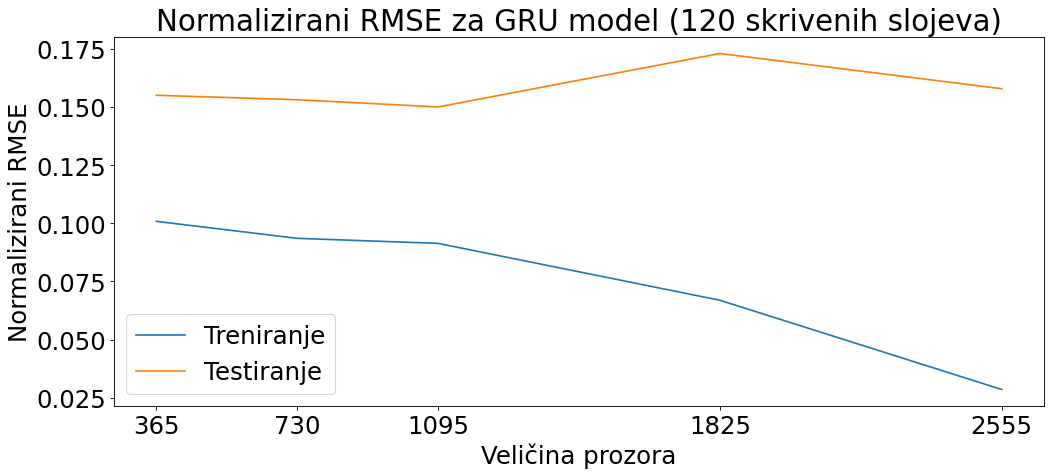 Normalizirani RMSE za GRU model (120 skrivenih slojeva)
Normalizirani RMSE
0.175
0.150
0.125
0.100
0.075
0.050
0.025
Treniranje
Testiranje
365 730 1095 1825 2555
Veličina prozora